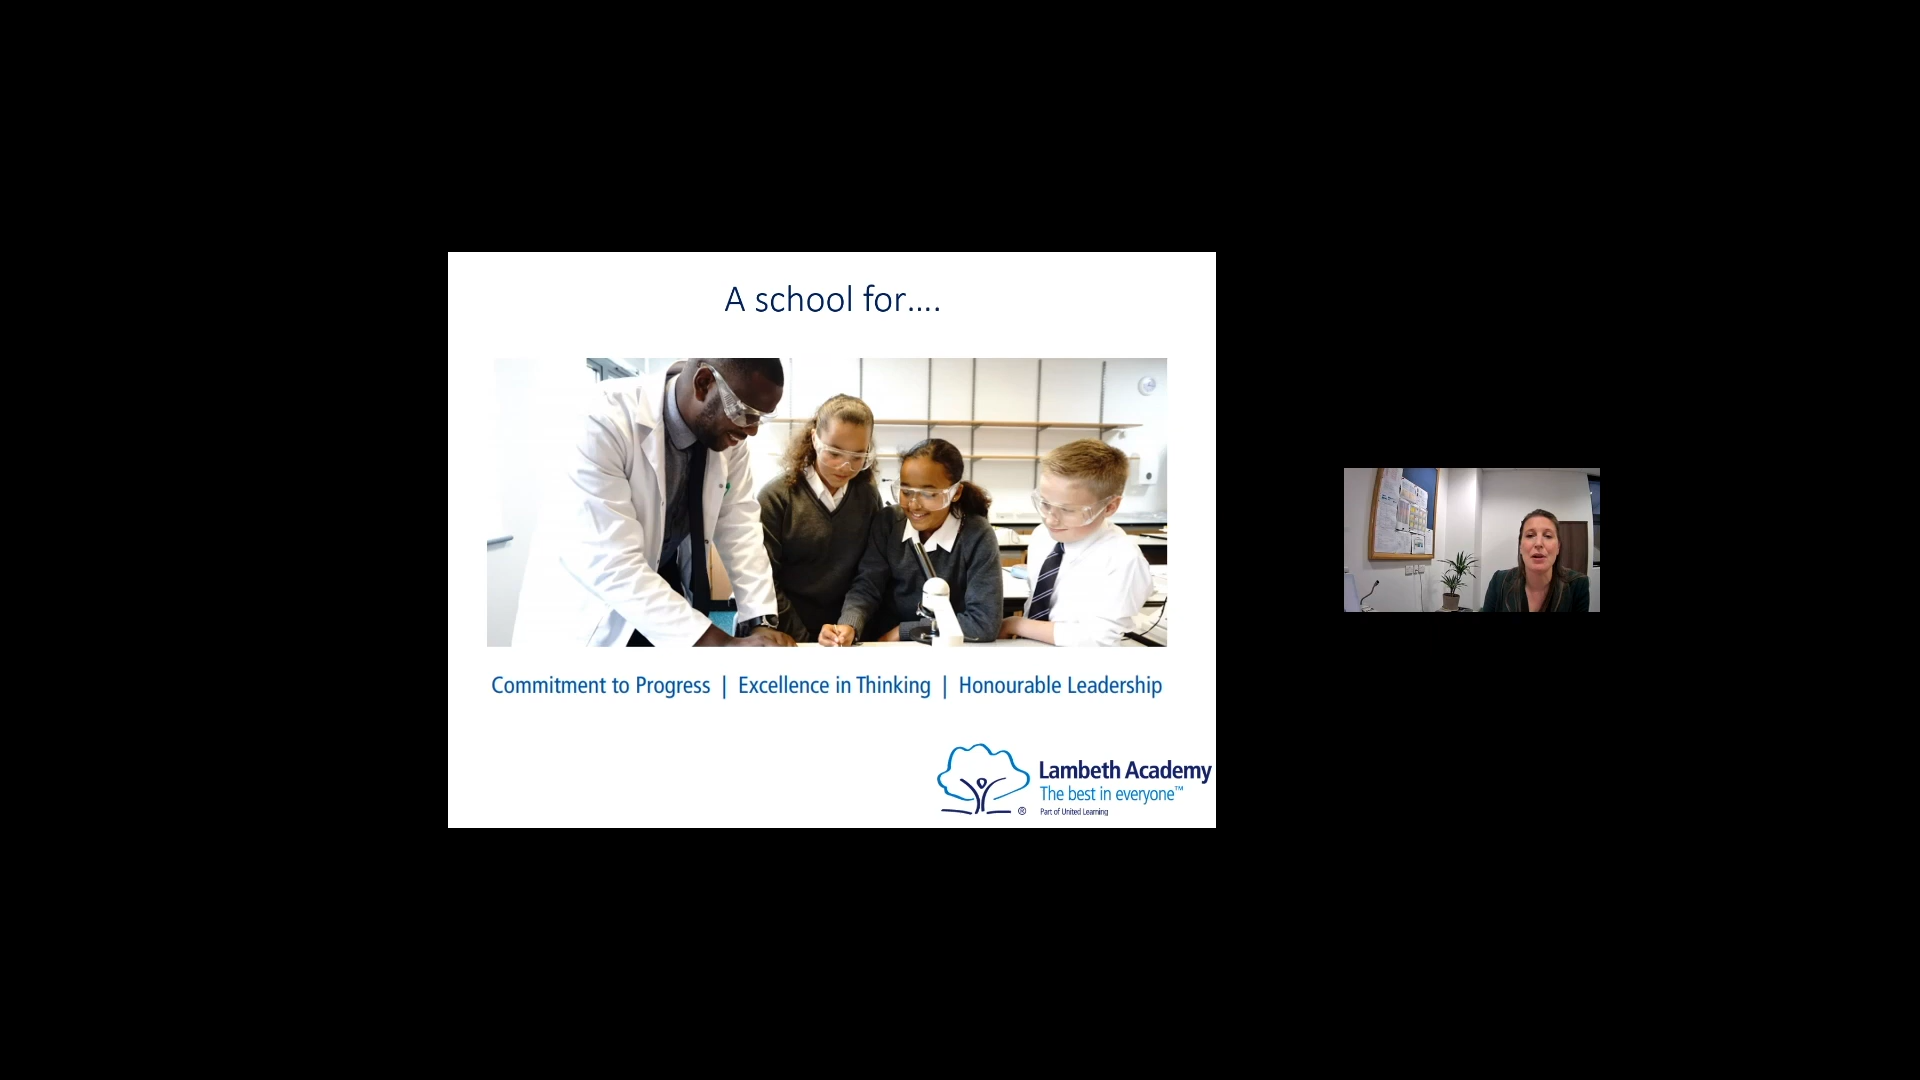 A school for....
Commitment to Progress | Excellence in Thinking | Honourable Leadership
Lambeth Academy
The best in everyone™
® Part of United Learning